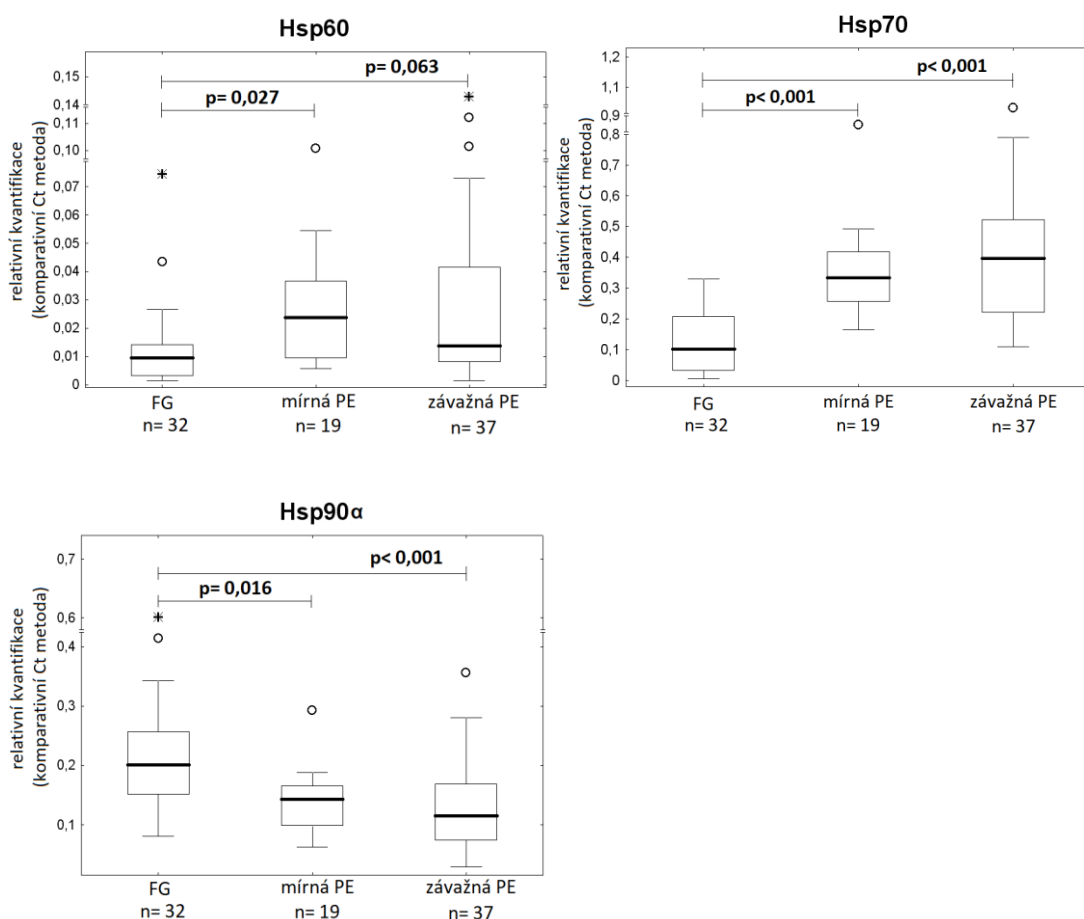 Hsp60
relativní kvantifikace
(komparativní Ct metoda)
0,15
0,14
0,11
0,10
0,07
0,06
0,05
0,04
0,03
0,02
0,01
0
p= 0,063
p= 0,027
FG
n= 32
mírná PE
n= 19
závažná PE
n= 37
Hsp70
relativní kvantifikace
(komparativní Ct metoda)
1,2
1,1
0,9
0,8
0,7
0,6
0,5
0,4
0,3
0,2
0,1
0
p< 0,001
p< 0,001
FG
n= 32
mírná PE
n= 19
závažná PE
n= 37
Hsp90α
relativní kvantifikace
(komparativní Ct metoda)
0,7
0,6
0,4
0,3
0,2
0,1
p< 0,001
p= 0,016
FG
n= 32
mírná PE
n= 19
závažná PE
n= 37